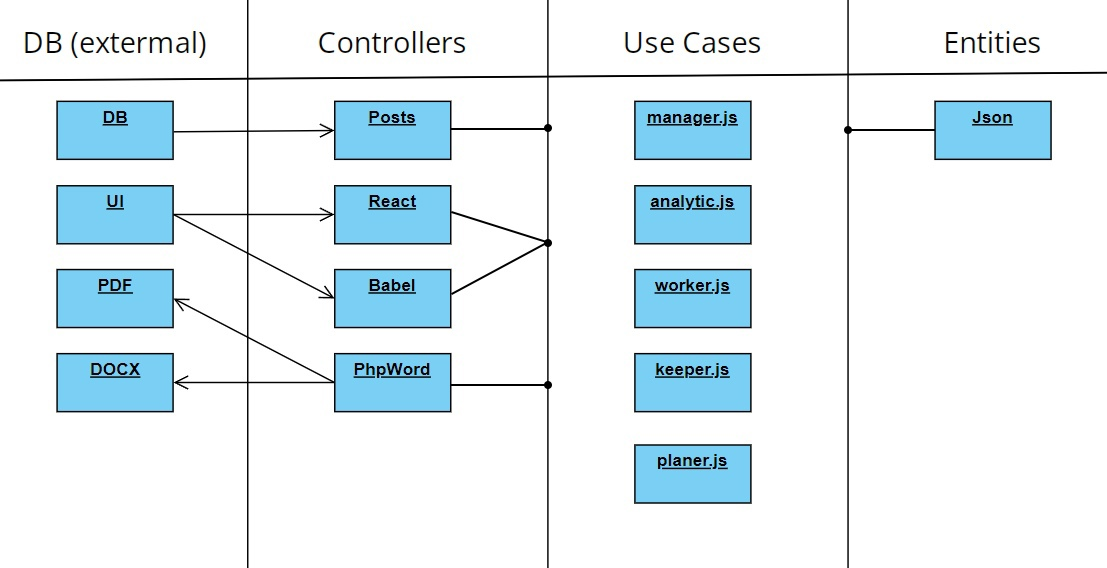 DB (extermal)
Controllers
Use Cases
Entities
DB
Posts
manager.js
Json
UI
React
analytic.js
PDF
Babel
worker.js
DOCX
PhpWord
keeper.js
planer.js